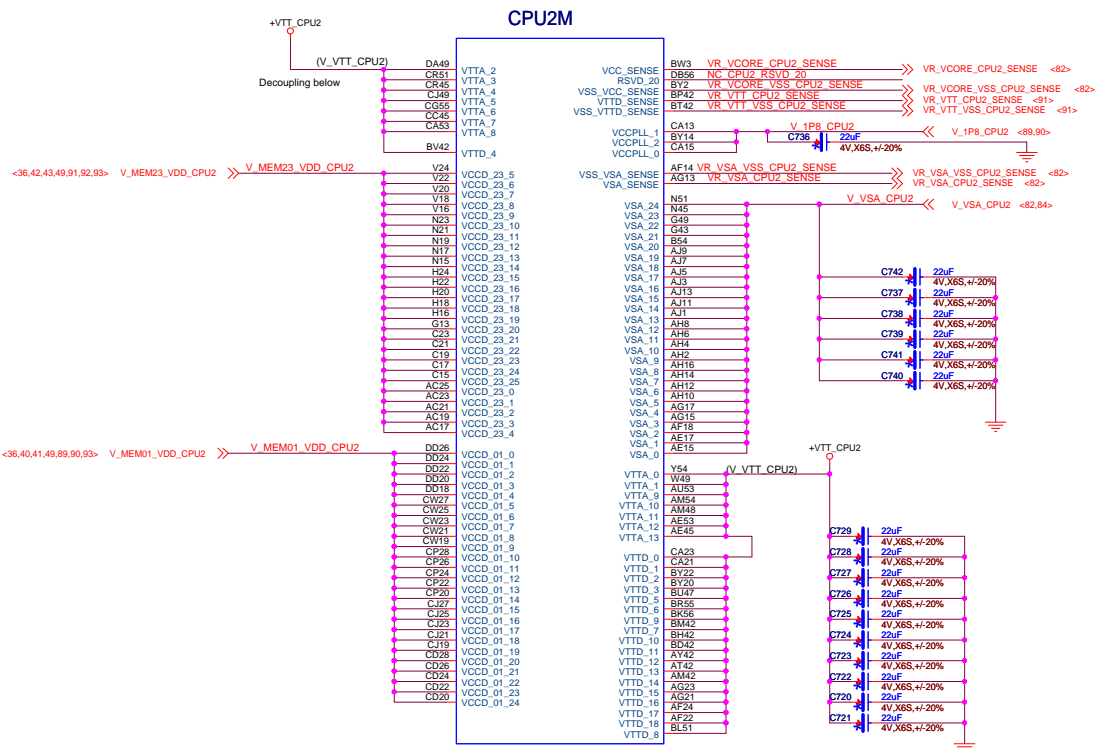 CPU2M
+VTT_CPU2
(V_VTT_CPU2)
Decoupling below
DA49 VTTA_2
CR51 VTTA_3
CR45 VTTA_4
CJ49 VTTA_5
CG55 VTTA_6
CC45 VTTA_7
CA53 VTTA_8
BV42 VTTD_4
<36,42,43,49,91,92,93> V_MEM23_VDD_CPU2 V_MEM23_VDD_CPU2
V24 VCCD_23_5
V22 VCCD_23_6
V20 VCCD_23_7
V18 VCCD_23_8
V16 VCCD_23_9
N23 VCCD_23_10
N21 VCCD_23_11
N19 VCCD_23_12
N17 VCCD_23_13
N15 VCCD_23_14
H24 VCCD_23_15
H22 VCCD_23_16
H20 VCCD_23_17
H18 VCCD_23_18
H16 VCCD_23_19
G13 VCCD_23_20
C23 VCCD_23_21
C21 VCCD_23_22
C19 VCCD_23_23
C17 VCCD_23_24
C15 VCCD_23_25
AC25 VCCD_23_0
AC23 VCCD_23_1
AC21 VCCD_23_2
AC19 VCCD_23_3
AC17 VCCD_23_4
<36,40,41,49,89,90,93> V_MEM01_VDD_CPU2 V_MEM01_VDD_CPU2
DD26 VCCD_01_0
DD24 VCCD_01_1
DD22 VCCD_01_2
DD20 VCCD_01_3
DD18 VCCD_01_4
CW27 VCCD_01_5
CW25 VCCD_01_6
CW23 VCCD_01_7
CW21 VCCD_01_8
CW19 VCCD_01_9
CP28 VCCD_01_10
CP26 VCCD_01_11
CP24 VCCD_01_12
CP22 VCCD_01_13
CP20 VCCD_01_14
CJ27 VCCD_01_15
CJ25 VCCD_01_16
CJ23 VCCD_01_17
CJ21 VCCD_01_18
CJ19 VCCD_01_19
CD28 VCCD_01_20
CD26 VCCD_01_21
CD24 VCCD_01_22
CD22 VCCD_01_23
CD20 VCCD_01_24
VCC_SENSE BW3 VR_VCORE_CPU2_SENSE VR_VCORE_CPU2_SENSE <82>
RSVD_20 DB56 NC_CPU2_RSVD_20
VSS_VCC_SENSE BY2 VR_VCORE_VSS_CPU2_SENSE VR_VCORE_VSS_CPU2_SENSE <82>
VTTD_SENSE BP42 VR_VTT_CPU2_SENSE VR_VTT_CPU2_SENSE <91>
VSS_VTTD_SENSE BT42 VR_VTT_VSS_CPU2_SENSE VR_VTT_VSS_CPU2_SENSE <91>
VCCPLL_1 CA13 V_1P8_CPU2 V_1P8_CPU2 <89,90>
VCCPLL_2 BY14
VCCPLL_0 CA15
C736 22uF
4V,X6S,+/-20%
VSS_VSA_SENSE AF14 VR_VSA_VSS_CPU2_SENSE VR_VSA_VSS_CPU2_SENSE <82>
VSA_SENSE AG13 VR_VSA_CPU2_SENSE VR_VSA_CPU2_SENSE <82>
V_VSA_CPU2 V_VSA_CPU2 <82,84>
VSA_24 N51
VSA_23 N45
VSA_22 G49
VSA_21 G43
VSA_20 B54
VSA_19 AJ9
VSA_18 AJ7
VSA_17 AJ5
VSA_16 AJ3
VSA_15 AJ13
VSA_14 AJ11
VSA_13 AJ1
VSA_12 AH8
VSA_11 AH6
VSA_10 AH4
VSA_9 AH2
VSA_8 AH16
VSA_7 AH14
VSA_6 AH12
VSA_5 AH10
VSA_4 AG17
VSA_3 AG15
VSA_2 AF18
VSA_1 AE17
VSA_0 AE15
C742 22uF
4V,X6S,+/-20%
C737 22uF
4V,X6S,+/-20%
C738 22uF
4V,X6S,+/-20%
C739 22uF
4V,X6S,+/-20%
C741 22uF
4V,X6S,+/-20%
C740 22uF
4V,X6S,+/-20%
+VTT_CPU2
(V_VTT_CPU2)
VTTA_0 Y54
VTTA_1 W49
VTTA_9 AU53
VTTA_10 AM54
VTTA_11 AM48
VTTA_12 AE53
VTTA_13 AE45
VTTD_0 CA23
VTTD_1 CA21
VTTD_2 BY22
VTTD_3 BY20
VTTD_5 BU47
VTTD_6 BR55
VTTD_9 BK56
VTTD_7 BM42
VTTD_10 BH42
VTTD_11 BD42
VTTD_12 AY42
VTTD_13 AT42
VTTD_14 AM42
VTTD_15 AG23
VTTD_16 AG21
VTTD_17 AF24
VTTD_18 AF22
VTTD_8 BL51
C729 22uF
4V,X6S,+/-20%
C728 22uF
4V,X6S,+/-20%
C727 22uF
4V,X6S,+/-20%
C726 22uF
4V,X6S,+/-20%
C725 22uF
4V,X6S,+/-20%
C724 22uF
4V,X6S,+/-20%
C723 22uF
4V,X6S,+/-20%
C722 22uF
4V,X6S,+/-20%
C720 22uF
4V,X6S,+/-20%
C721 22uF
4V,X6S,+/-20%